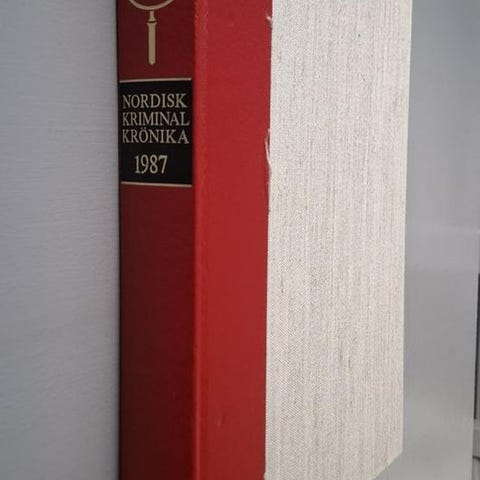 NORDISK
KRIMINAL
KRÖNIKA
1987